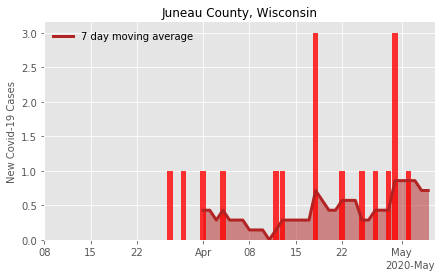 Juneau County, Wisconsin
7 day moving average
New Covid-19 Cases
3.0
2.5
2.0
1.5
1.0
0.5
0.0
08 15 22 Apr 08 15 22 May
2020-May